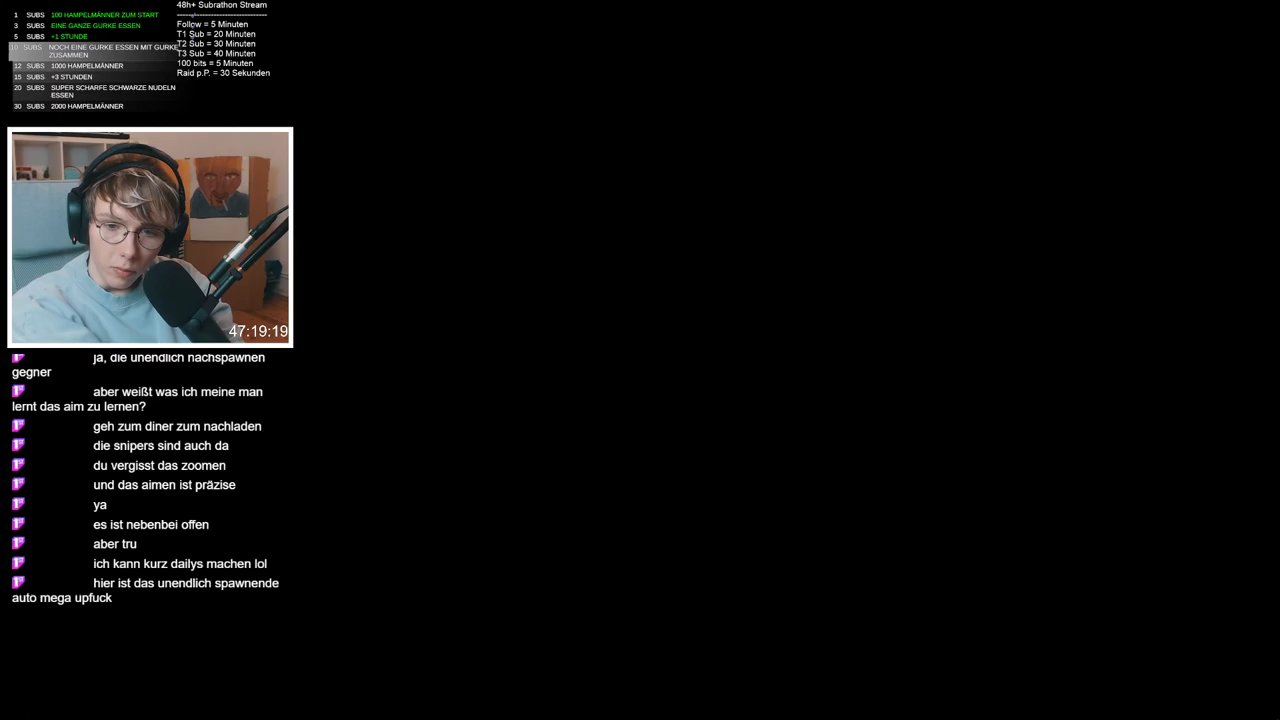 1 SUBS 100 HAMPELMÄNNER ZUM START
3 SUBS EINE GANZE GURKE ESSEN
5 SUBS +1 STUNDE
10 SUBS NOCH EINE GURKE ESSEN MIT GURKE
ZUSAMMEN
12 SUBS 1000 HAMPELMÄNNER
15 SUBS +3 STUNDEN
20 SUBS SUPER SCHARFE SCHWARZE NUDELN
ESSEN
30 SUBS 2000 HAMPELMÄNNER
48h+ Subrathon Stream
Follow = 5 Minuten
T1 Sub = 20 Minuten
T2 Sub = 30 Minuten
T3 Sub = 40 Minuten
100 bits = 5 Minuten
Raid p.P. = 30 Sekunden
47:19:19
ja, die unendlich nachspawnen
gegner
aber weißt was ich meine man
lernt das aim zu lernen?
geh zum diner zum nachladen
die snipers sind auch da
du vergisst das zoomen
und das aimen ist präzise
ya
es ist nebenbei offen
aber tru
ich kann kurz dailys machen lol
hier ist das unendlich spawnende
auto mega upfuck